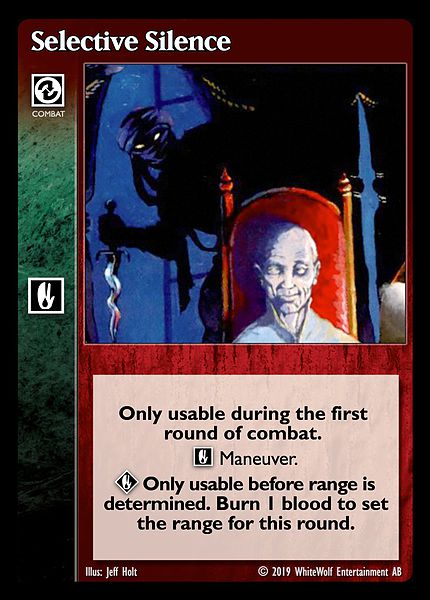 Selective Silence
COMBAT
Only usable during the first
round of combat.
Maneuver.
Only usable before range is
determined. Burn 1 blood to set
the range for this round.
Illus: Jeff Holt
© 2019 WhiteWolf Entertainment AB